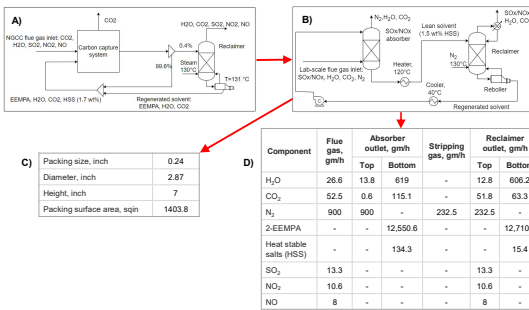 A)
CO2
NGCC flue gas inlet: CO2,
H2O, SO2, NO2, NO
Carbon capture
system
H2O, CO2, SO2, NO2, NO
0.4%
Reclaimer
Steam
130°C
99.6%
T=131 °C
EEMPA, H2O, CO2, HSS (1.7 wt%)
Regenerated solvent:
EEMPA, H2O, CO2
B)
N2,H2O, CO2
SOx/NOx
absorber
Lean solvent
(1.5 wt% HSS)
SOx/NOx
H2O, CO
Reclaimer
Lab-scale flue gas inlet:
SOx/NOx, H2O, CO2, N2
Heater,
120°C
N2
130°C
Cooler,
40°C
Reboiler
C
Regenerated solvent
C)
Packing size, inch 0.24
Diameter, inch 2.87
Height, inch 7
Packing surface area, sqin 1403.8
D)
Component Flue gas, gm/h Absorber outlet, gm/h Stripping gas, gm/h Reclaimer outlet, gm/h
Top Bottom Top Bottom
H2O 26.6 13.8 619 - 12.8 606.2
CO2 52.5 0.6 115.1 - 51.8 63.3
N2 900 900 - 232.5 232.5 -
2-EEMPA - - 12,550.6 - - 12,710
Heat stable
salts (HSS) - - 134.3 - - 15.4
SO2 13.3 - - - 13.3 -
NO2 10.6 - - - 10.6 -
NO 8 - - - 8 -